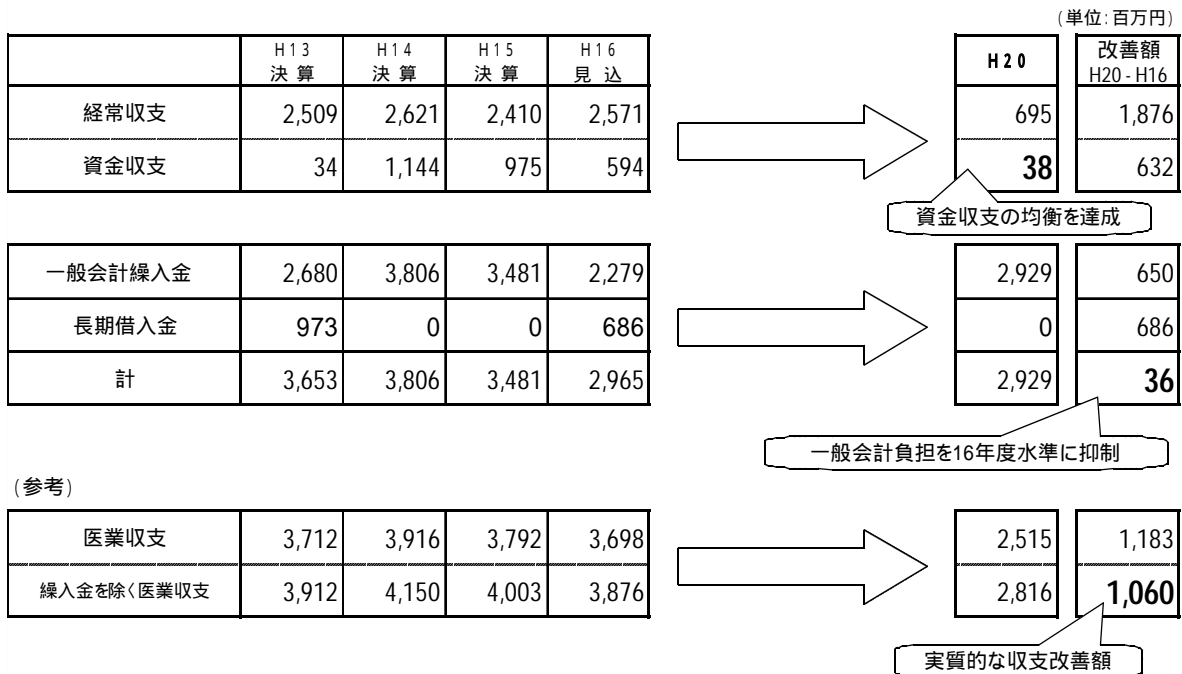 (単位:百万円)
H13 決算 H14 決算 H15 決算 H16 見込 H20 改善額 H20-H16
経常収支 2,509 2,621 2,410 2,571 695 1,876
資金収支 34 1,144 975 594 38 632
資金収支の均衡を達成
一般会計繰入金 2,680 3,806 3,481 2,279 2,929 650
長期借入金 973 0 0 686 0 686
計 3,653 3,806 3,481 2,965 2,929 36
一般会計負担を16年度水準に抑制
(参考)
医業収支 3,712 3,916 3,792 3,698 2,515 1,183
繰入金を除く医業収支 3,912 4,150 4,003 3,876 2,816 1,060
実質的な収支改善額